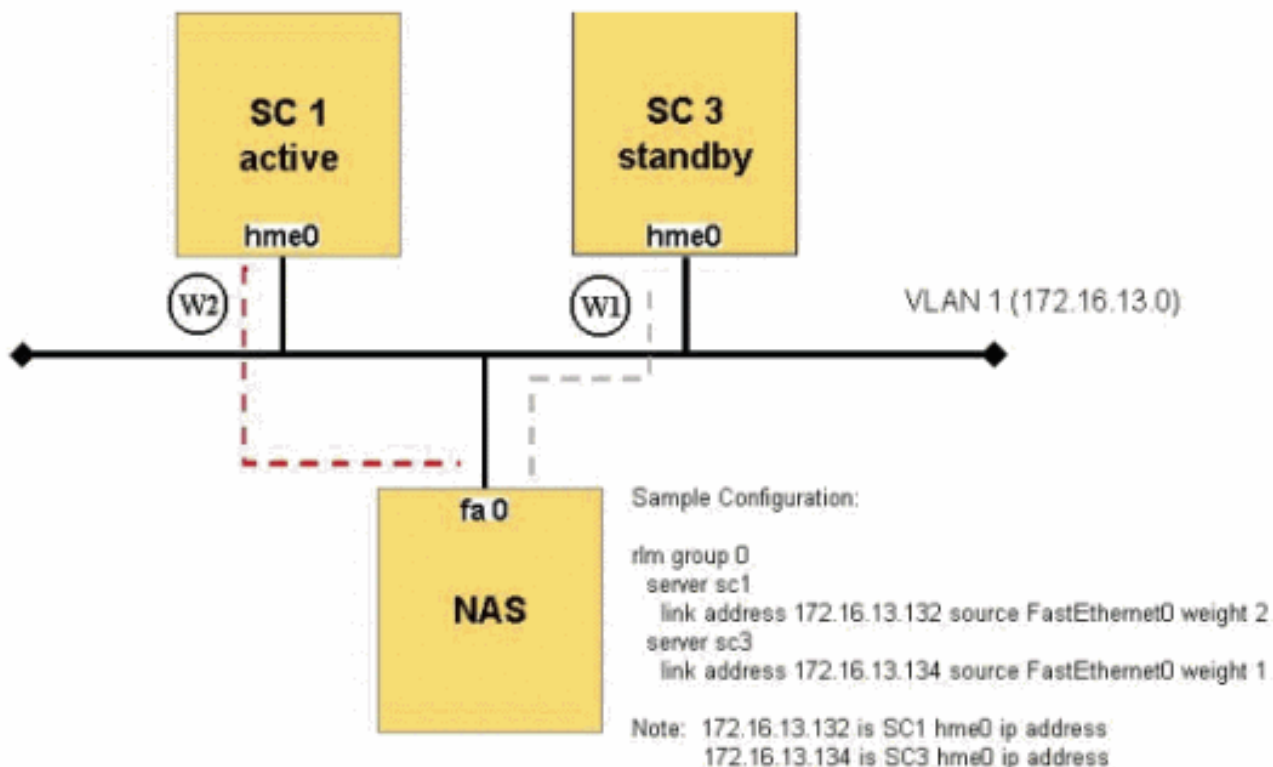 SC 1
active
hme0
SC 3
standby
hme0
W2
W1
VLAN 1 (172.16.13.0)
fa 0
NAS
Sample Configuration:
rlm group 0
server sc1
link address 172.16.13.132 source FastEthernet0 weight 2
server sc3
link address 172.16.13.134 source FastEthernet0 weight 1
Note: 172.16.13.132 is SC1 hme0 ip address
172.16.13.134 is SC3 hme0 ip address